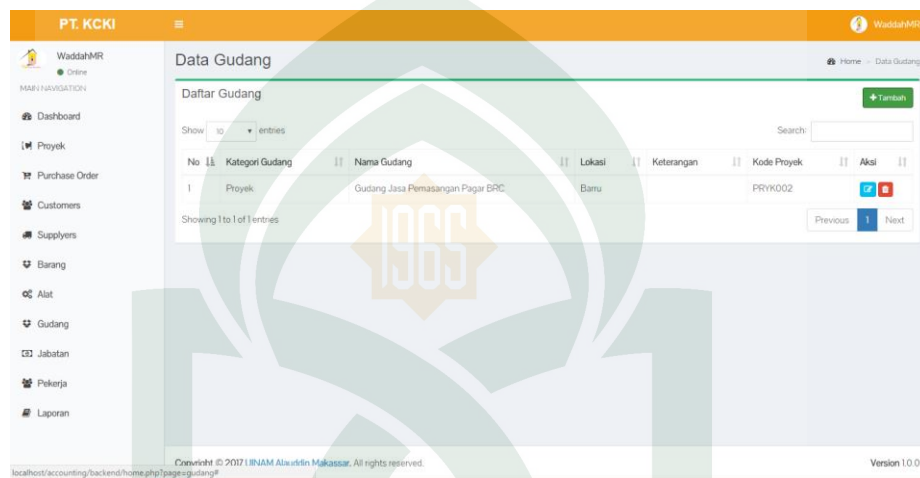 PT. KCKI
WaddahMR
WaddahMR
Online
MAIN NAVIGATION
Dashboard
Proyek
Purchase Order
Customers
Supplyers
Barang
Alat
Gudang
Jabatan
Pekerja
Laporan
Data Gudang
Home > Data Gudang
Daftar Gudang
+Tambah
Show 10 entries
Search:
No Kategori Gudang Nama Gudang Lokasi Keterangan Kode Proyek Aksi
1 Proyek Gudang Jasa Pemasangan Pagar BRC Barru PRYK002
Showing 1 to 1 of 1 entries
Previous 1 Next
1965
Copyright © 2017 UINAM Alauddin Makassar. All rights reserved.
Version 1.0.0
localhost/accounting/backend/home.php?page=gudang#